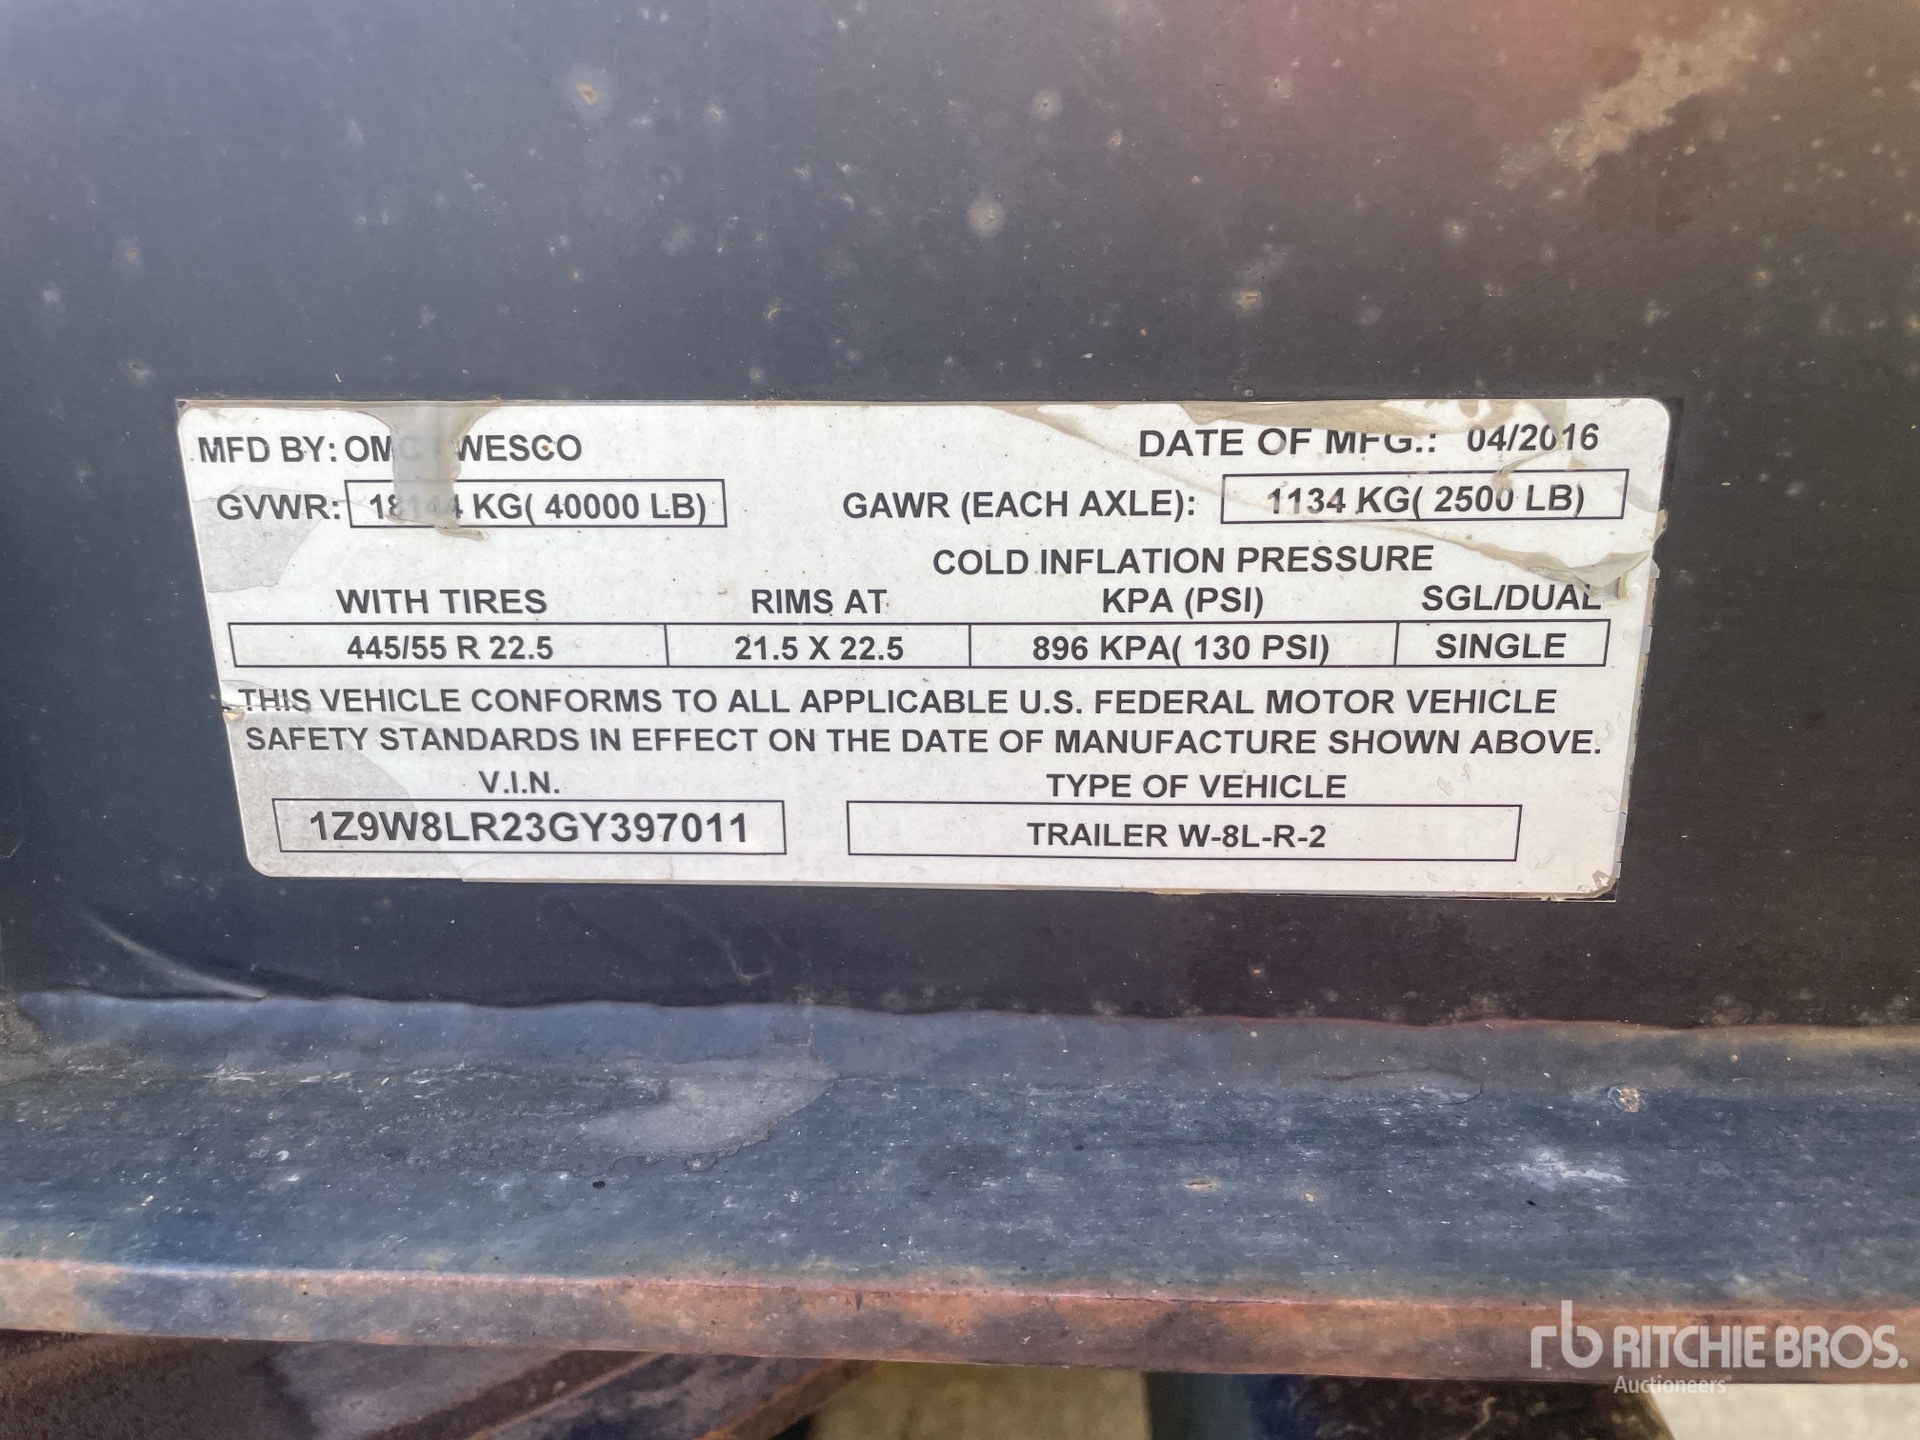 MFD BY: OMC WESCO
DATE OF MFG.: 04/2016
GVWR: 18144 KG( 40000 LB)
GAWR (EACH AXLE): 1134 KG( 2500 LB)
COLD INFLATION PRESSURE
WITH TIRES RIMS AT KPA (PSI) SGL/DUAL
445/55 R 22.5 21.5 X 22.5 896 KPA( 130 PSI) SINGLE
THIS VEHICLE CONFORMS TO ALL APPLICABLE U.S. FEDERAL MOTOR VEHICLE
SAFETY STANDARDS IN EFFECT ON THE DATE OF MANUFACTURE SHOWN ABOVE.
V.I.N. TYPE OF VEHICLE
1Z9W8LR23GY397011 TRAILER W-8L-R-2
rb RITCHIE BROS.
Auctioneers